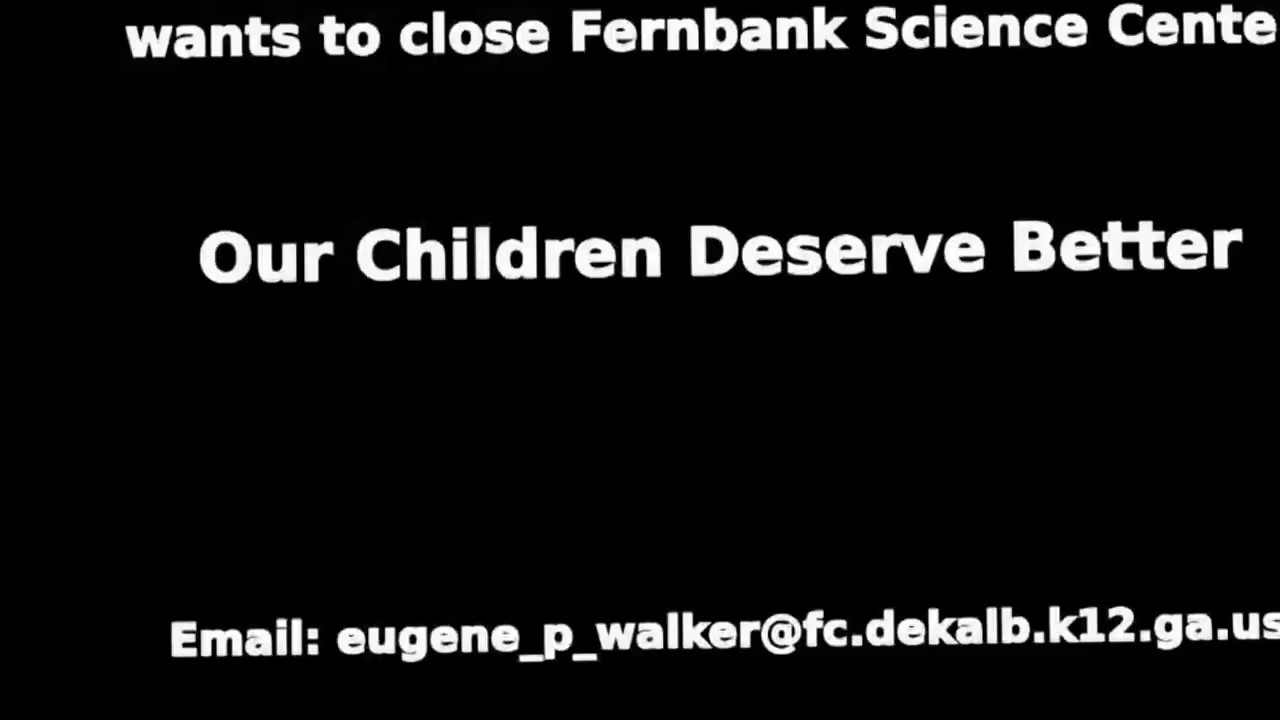 wants to close Fernbank Science Cente
Our Children Deserve Better
Email: eugene_p_walker@fc.dekalb.k12.ga.us